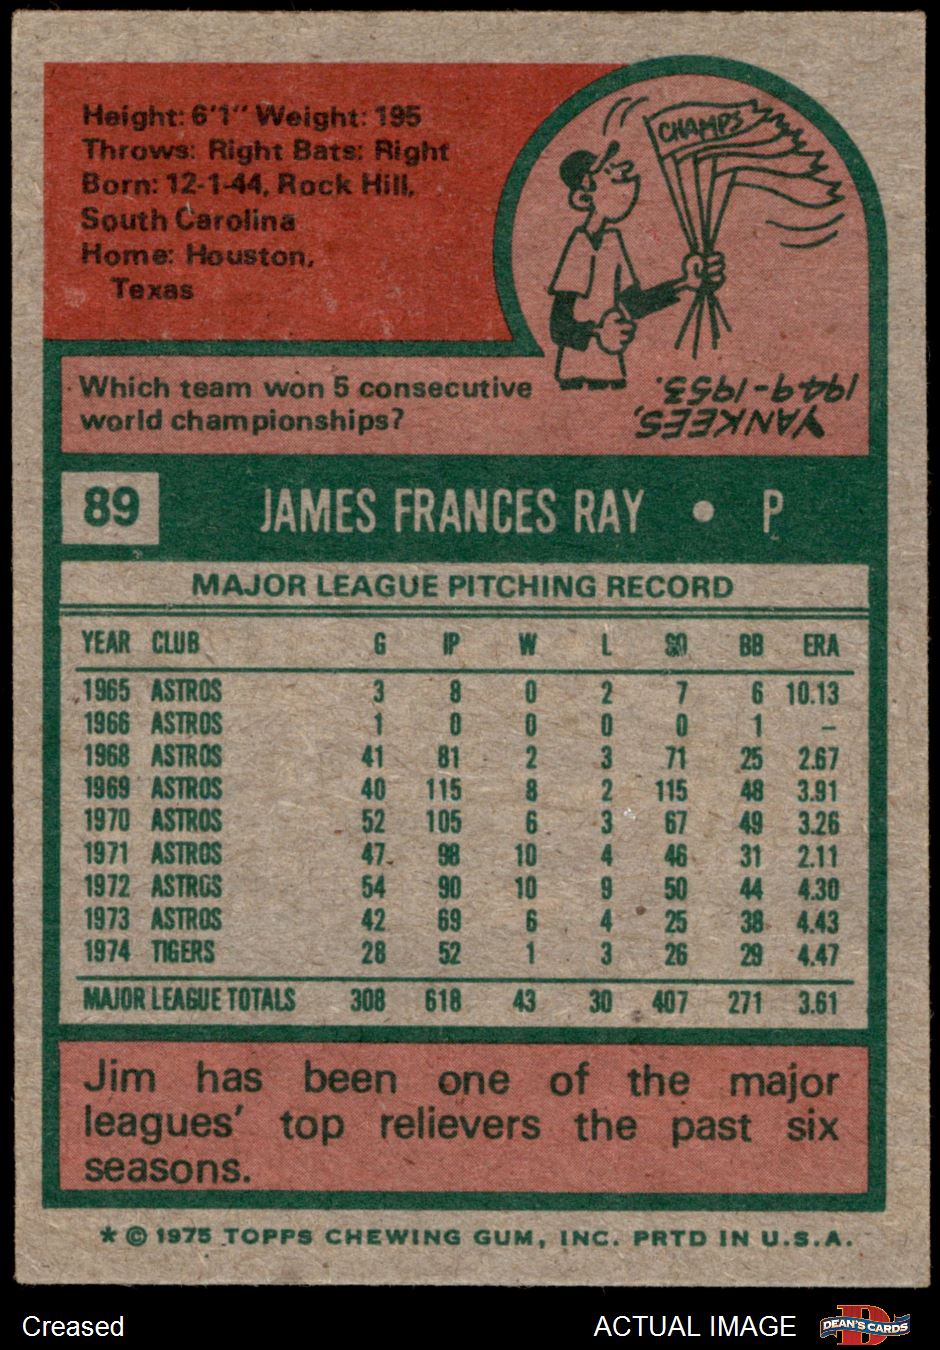 Height: 6'1" Weight: 195
Throws: Right Bats: Right
Born: 12-1-44, Rock Hill,
South Carolina
Home: Houston,
Texas
CHAMPS
Which team won 5 consecutive
world championships?
YANKEES,
1949-1953.
89 JAMES FRANCES RAY • P
MAJOR LEAGUE PITCHING RECORD
YEAR CLUB G IP W L SO BB ERA
1965 ASTROS 3 8 0 2 7 6 10.13
1966 ASTROS 1 0 0 0 0 1 –
1968 ASTROS 41 81 2 3 71 25 2.67
1969 ASTROS 40 115 8 2 115 48 3.91
1970 ASTROS 52 105 6 3 67 49 3.26
1971 ASTROS 47 98 10 4 46 31 2.11
1972 ASTROS 54 90 10 9 50 44 4.30
1973 ASTROS 42 69 6 4 25 38 4.43
1974 TIGERS 28 52 1 3 26 29 4.47
MAJOR LEAGUE TOTALS 308 618 43 30 407 271 3.61
Jim has been one of the major
leagues' top relievers the past six
seasons.
* © 1975 TOPPS CHEWING GUM, INC. PRTD IN U.S.A.
Creased
ACTUAL IMAGE
D
DEAN'S CARDS